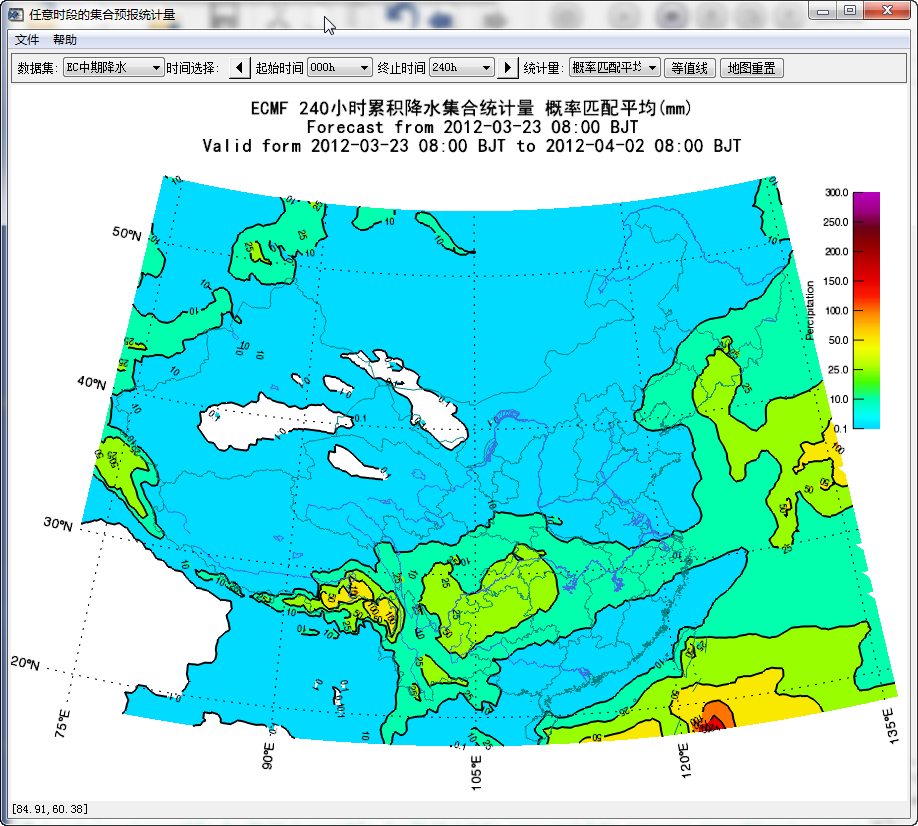 任意时段的集合预报统计量
文件 帮助
数据集: EC中期降水 时间选择: 起始时间 000h 终止时间 240h 统计量: 概率匹配平均 等值线 地图重置
ECMF 240小时累积降水集合统计量 概率匹配平均(mm)
Forecast from 2012-03-23 08:00 BJT
Valid form 2012-03-23 08:00 BJT to 2012-04-02 08:00 BJT
50°N
40°N
30°N
20°N
75°E
90°E
105°E
120°E
135°E
300.0
250.0
200.0
150.0
100.0
50.0
25.0
10.0
0.1
Percipitation
[84.91,60.38]